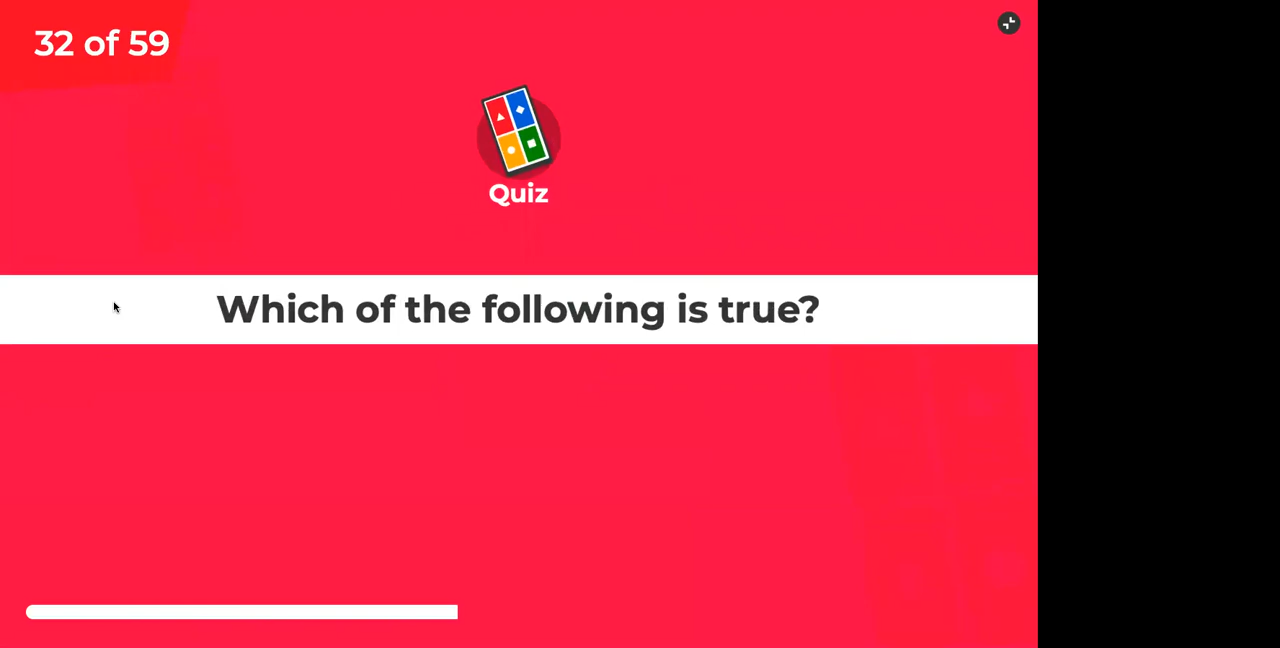 32 of 59
Quiz
Which of the following is true?